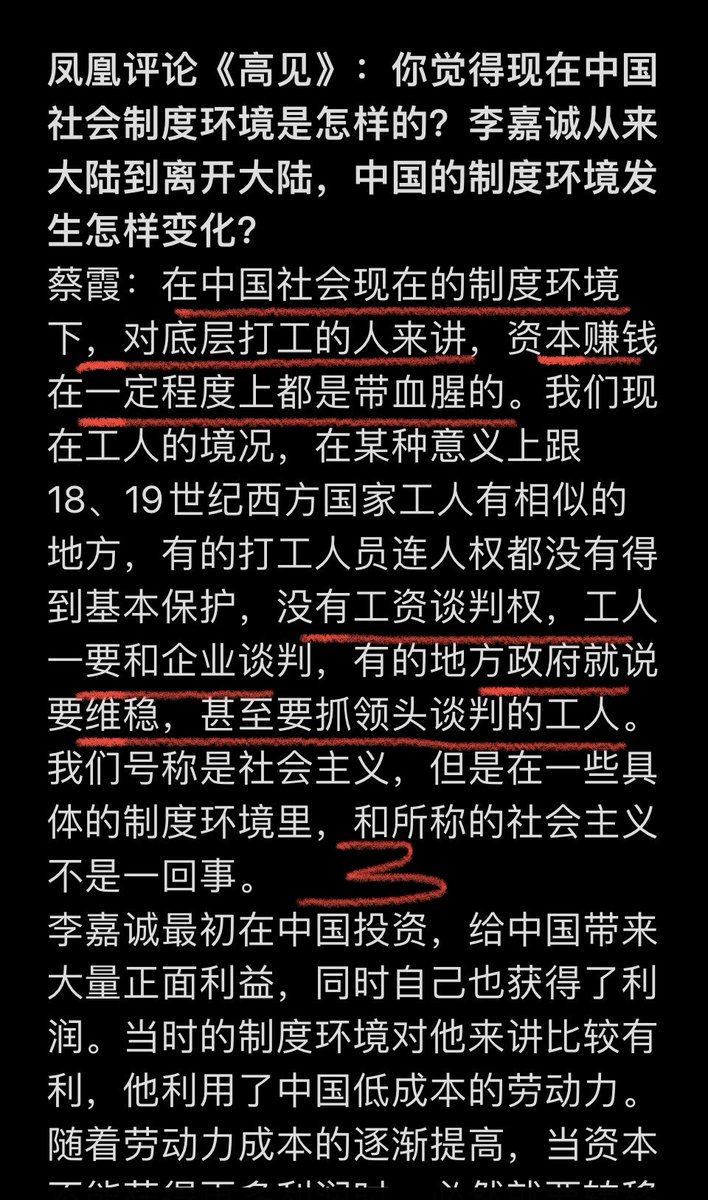 凤凰评论《高见》：你觉得现在中国
社会制度环境是怎样的？李嘉诚从来
大陆到离开大陆，中国的制度环境发
生怎样变化？
蔡霞：在中国社会现在的制度环境
下，对底层打工的人来讲，资本赚钱
在一定程度上都是带血腥的。我们现
在工人的境况，在某种意义上跟
18、19世纪西方国家工人有相似的
地方，有的打工人员连人权都没有得
到基本保护，没有工资谈判权，工人
一要和企业谈判，有的地方政府就说
要维稳，甚至要抓领头谈判的工人。
我们号称是社会主义，但是在一些具
体的制度环境里，和所称的社会主义
不是一回事。
李嘉诚最初在中国投资，给中国带来
大量正面利益，同时自己也获得了利
润。当时的制度环境对他来讲比较有
利，他利用了中国低成本的劳动力。
随着劳动力成本的逐渐提高，当资本